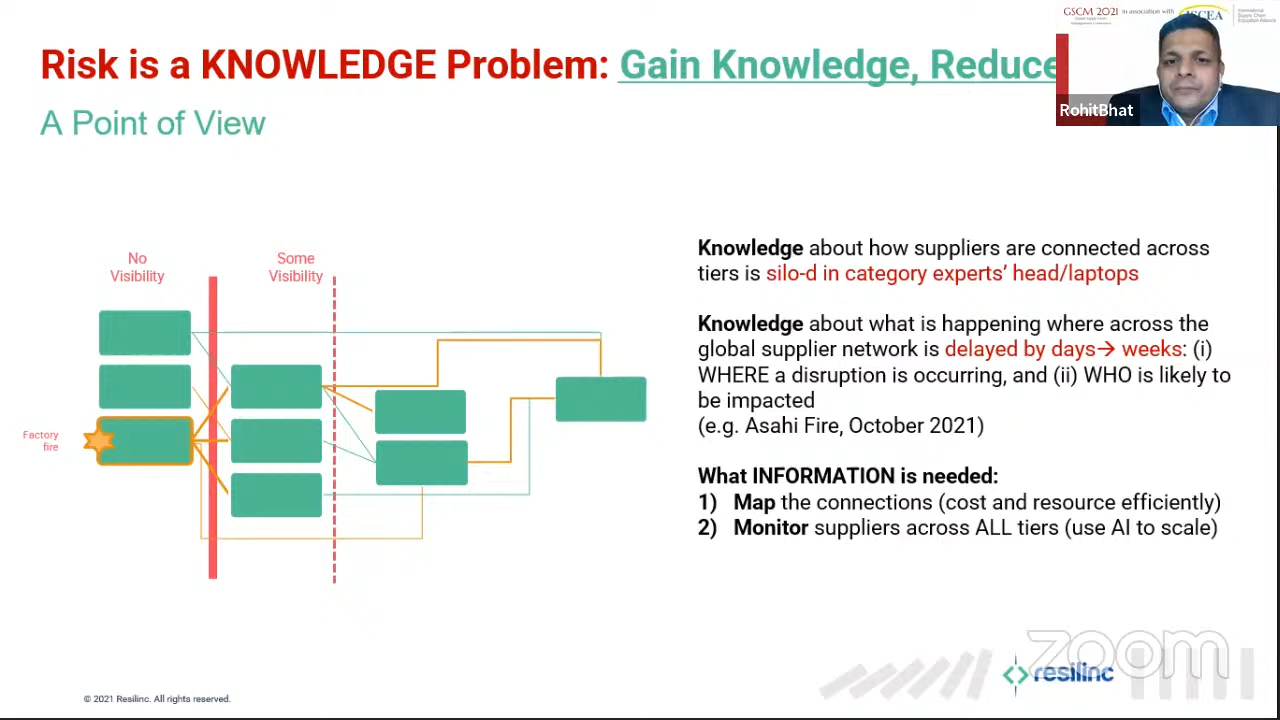 GSCM 2021 in association with ISCEA
International
Supply Chain
Education Alliance
Risk is a KNOWLEDGE Problem: Gain Knowledge, Reduce
RohitBhat
A Point of View
No
Visibility
Some
Visibility
Factory
fire
Knowledge about how suppliers are connected across
tiers is silo-d in category experts’ head/laptops
Knowledge about what is happening where across the
global supplier network is delayed by days→ weeks: (i)
WHERE a disruption is occurring, and (ii) WHO is likely to
be impacted
(e.g. Asahi Fire, October 2021)
What INFORMATION is needed:
1) Map the connections (cost and resource efficiently)
2) Monitor suppliers across ALL tiers (use AI to scale)
zoom
resilinc
© 2021 Resilinc. All rights reserved.